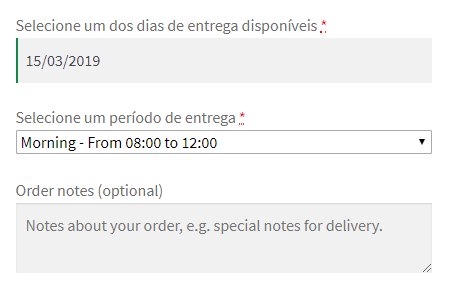 Selecione um dos dias de entrega disponíveis *
15/03/2019
Selecione um período de entrega *
Morning - From 08:00 to 12:00
Order notes (optional)
Notes about your order, e.g. special notes for delivery.